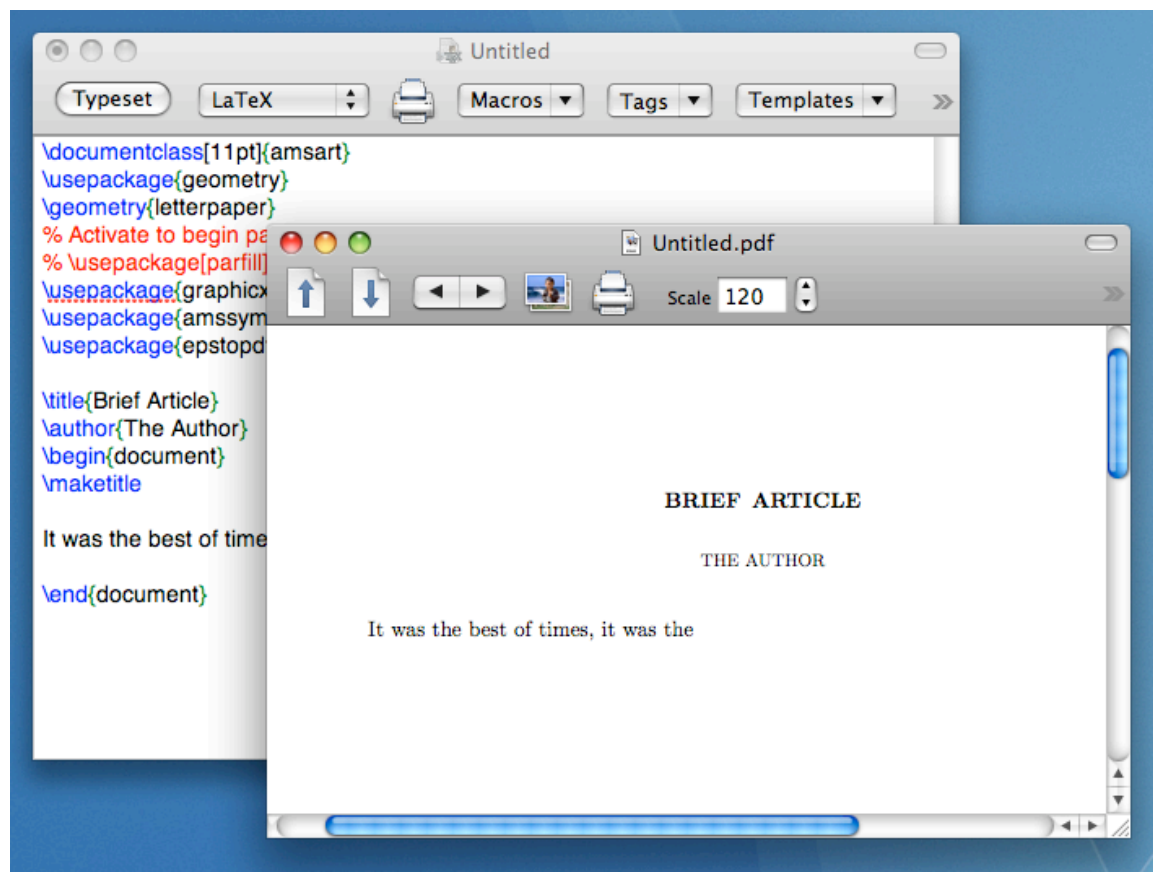 Untitled
Typeset LaTeX Macros Tags Templates
\documentclass[11pt]{amsart}
\usepackage{geometry}
\geometry{letterpaper}
% Activate to begin pa
% \usepackage[parfill]
\usepackage{graphicx
\usepackage{amssym
\usepackage{epstopd
\title{Brief Article}
\author{The Author}
\begin{document}
\maketitle
It was the best of time
\end{document}
Untitled.pdf
Scale 120
BRIEF ARTICLE
THE AUTHOR
It was the best of times, it was the